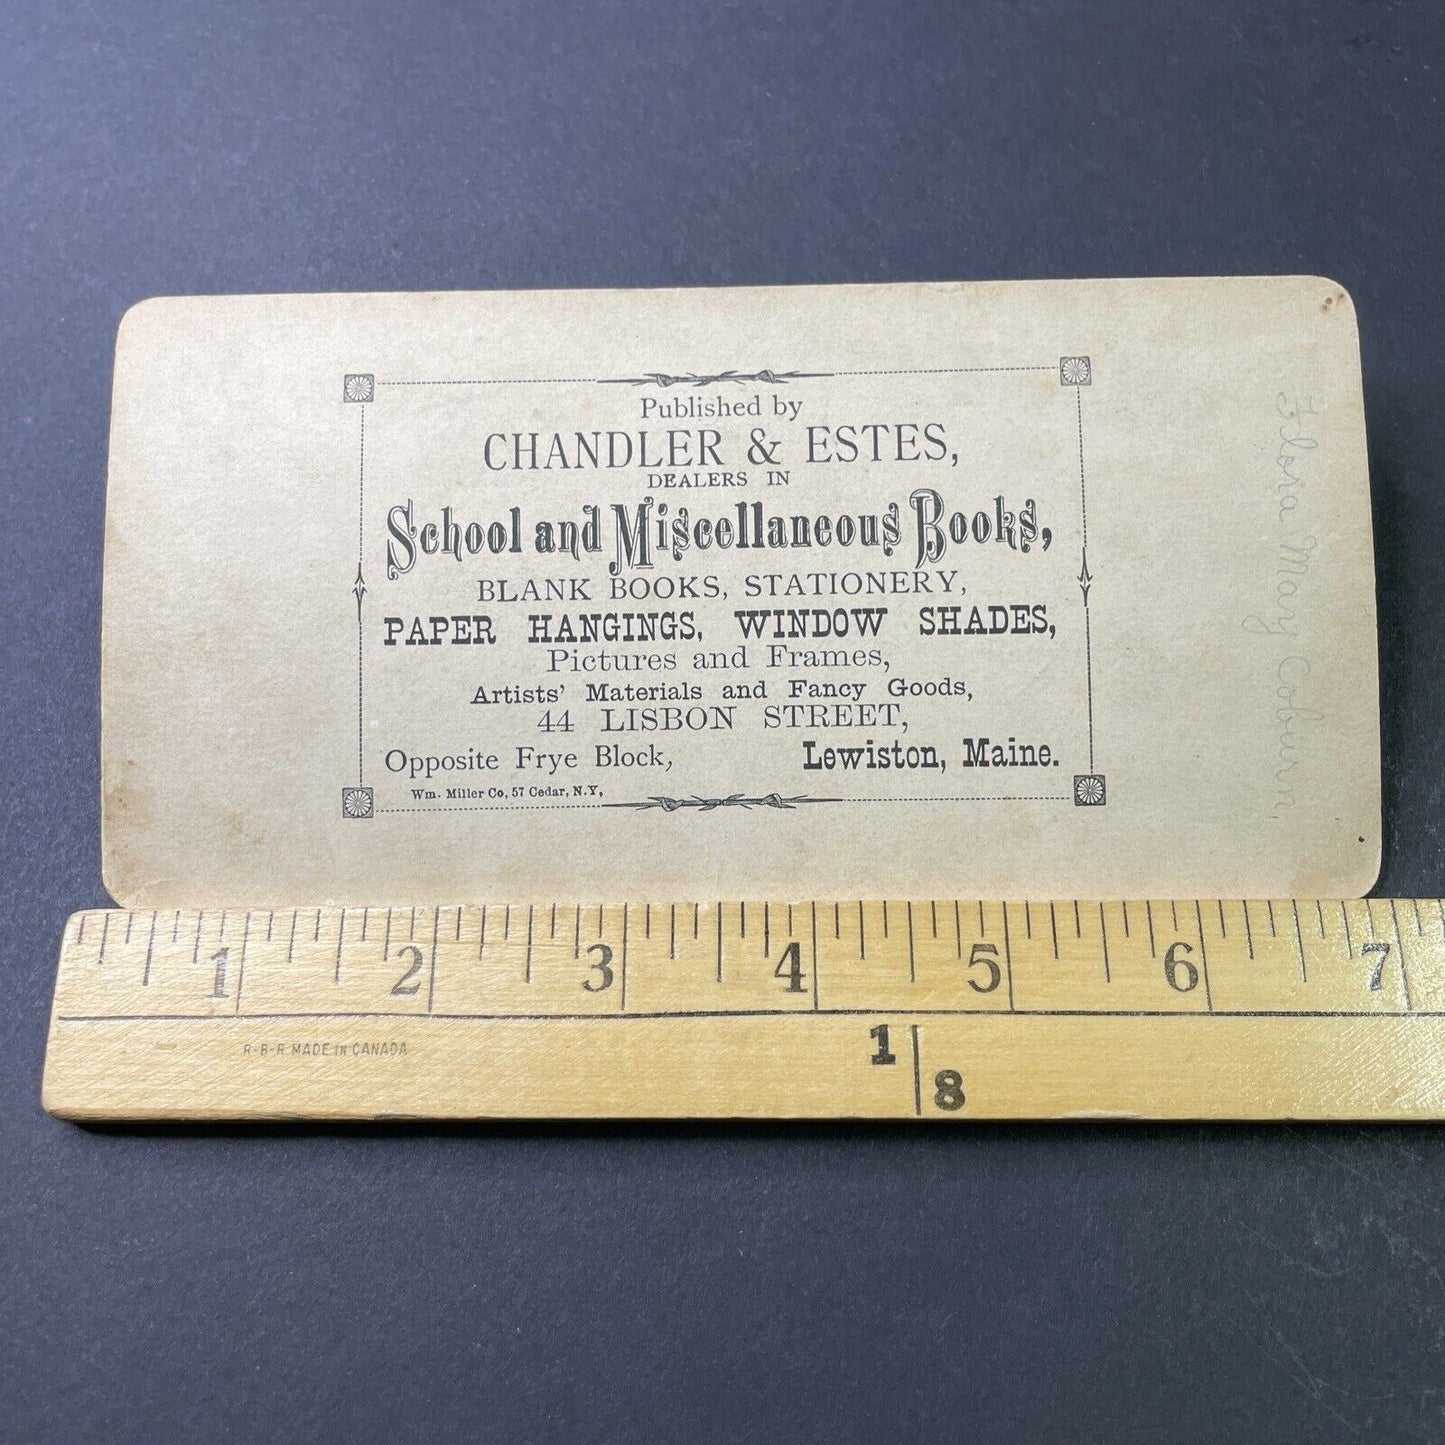 Published by
CHANDLER & ESTES,
DEALERS IN
School and Miscellaneous Books,
BLANK BOOKS, STATIONERY,
PAPER HANGINGS, WINDOW SHADES,
Pictures and Frames,
Artists' Materials and Fancy Goods,
44 LISBON STREET,
Opposite Frye Block, Lewiston, Maine.
Wm. Miller Co, 57 Cedar, N.Y,
Flora May Coburn
1 2 3 4 5 6 7
R-B-R MADE IN CANADA
1 8